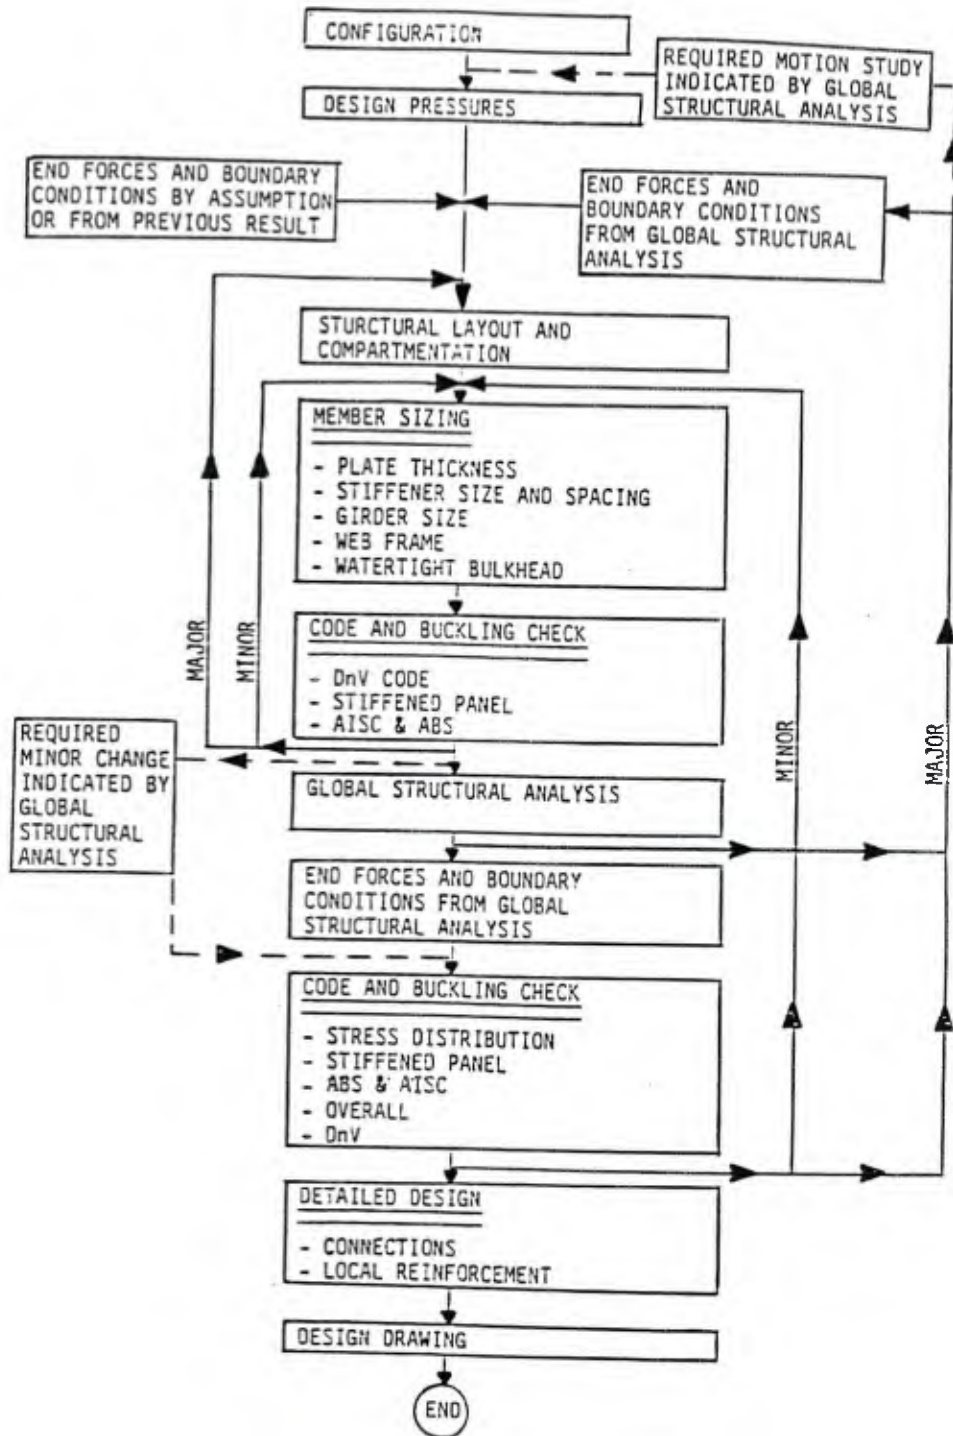 CONFIGURATION
REQUIRED MOTION STUDY
INDICATED BY GLOBAL
STRUCTURAL ANALYSIS
DESIGN PRESSURES
END FORCES AND BOUNDARY
CONDITIONS BY ASSUMPTION
OR FROM PREVIOUS RESULT
END FORCES AND
BOUNDARY CONDITIONS
FROM GLOBAL STRUCTURAL
ANALYSIS
STURCTURAL LAYOUT AND
COMPARTMENTATION
MEMBER SIZING
- PLATE THICKNESS
- STIFFENER SIZE AND SPACING
- GIRDER SIZE
- WEB FRAME
- WATERTIGHT BULKHEAD
MAJOR
MINOR
CODE AND BUCKLING CHECK
- DnV CODE
- STIFFENED PANEL
- AISC & ABS
MINOR
MAJOR
REQUIRED
MINOR CHANGE
INDICATED BY
GLOBAL
STRUCTURAL
ANALYSIS
GLOBAL STRUCTURAL ANALYSIS
END FORCES AND BOUNDARY
CONDITIONS FROM GLOBAL
STRUCTURAL ANALYSIS
CODE AND BUCKLING CHECK
- STRESS DISTRIBUTION
- STIFFENED PANEL
- ABS & AISC
- OVERALL
- DnV
DETAILED DESIGN
- CONNECTIONS
- LOCAL REINFORCEMENT
DESIGN DRAWING
END